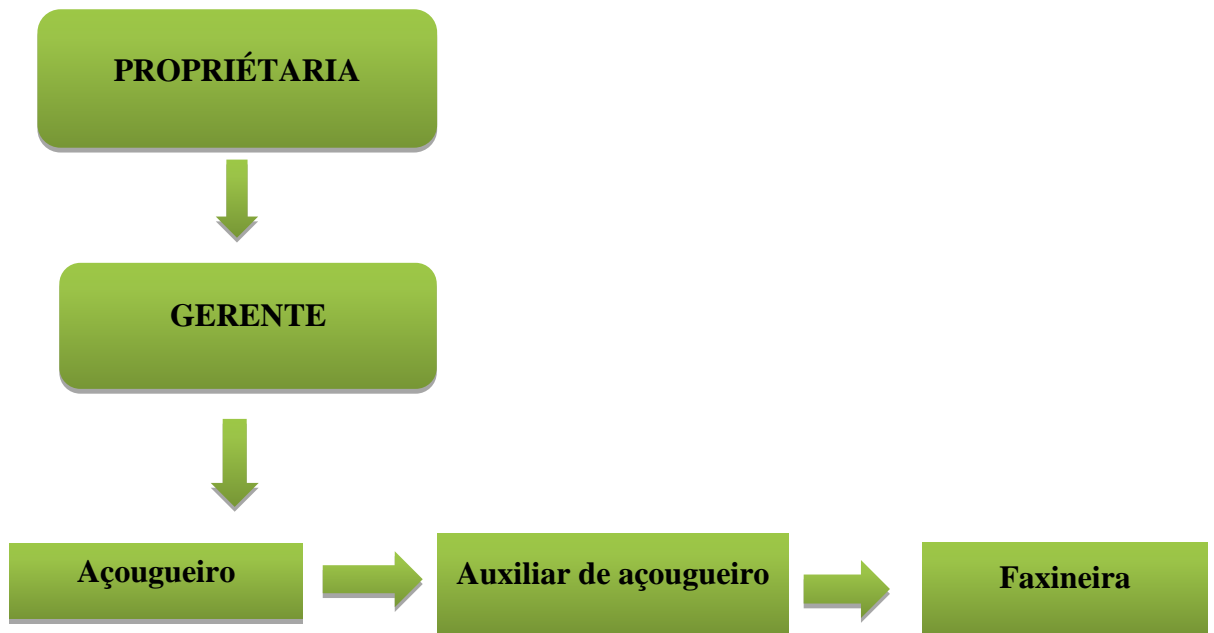 PROPRIÉTARIA
GERENTE
Açougueiro
Auxiliar de açougueiro
Faxineira